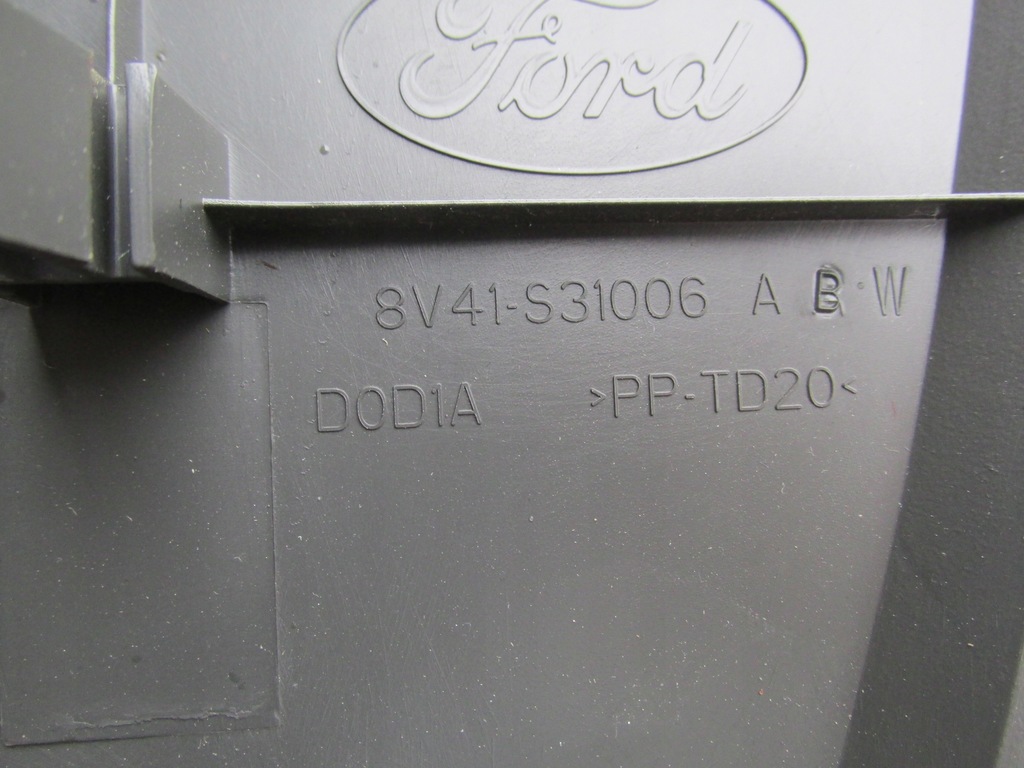 Ford
8V41-S31006 A B W
D0D1A >PP-TD20<